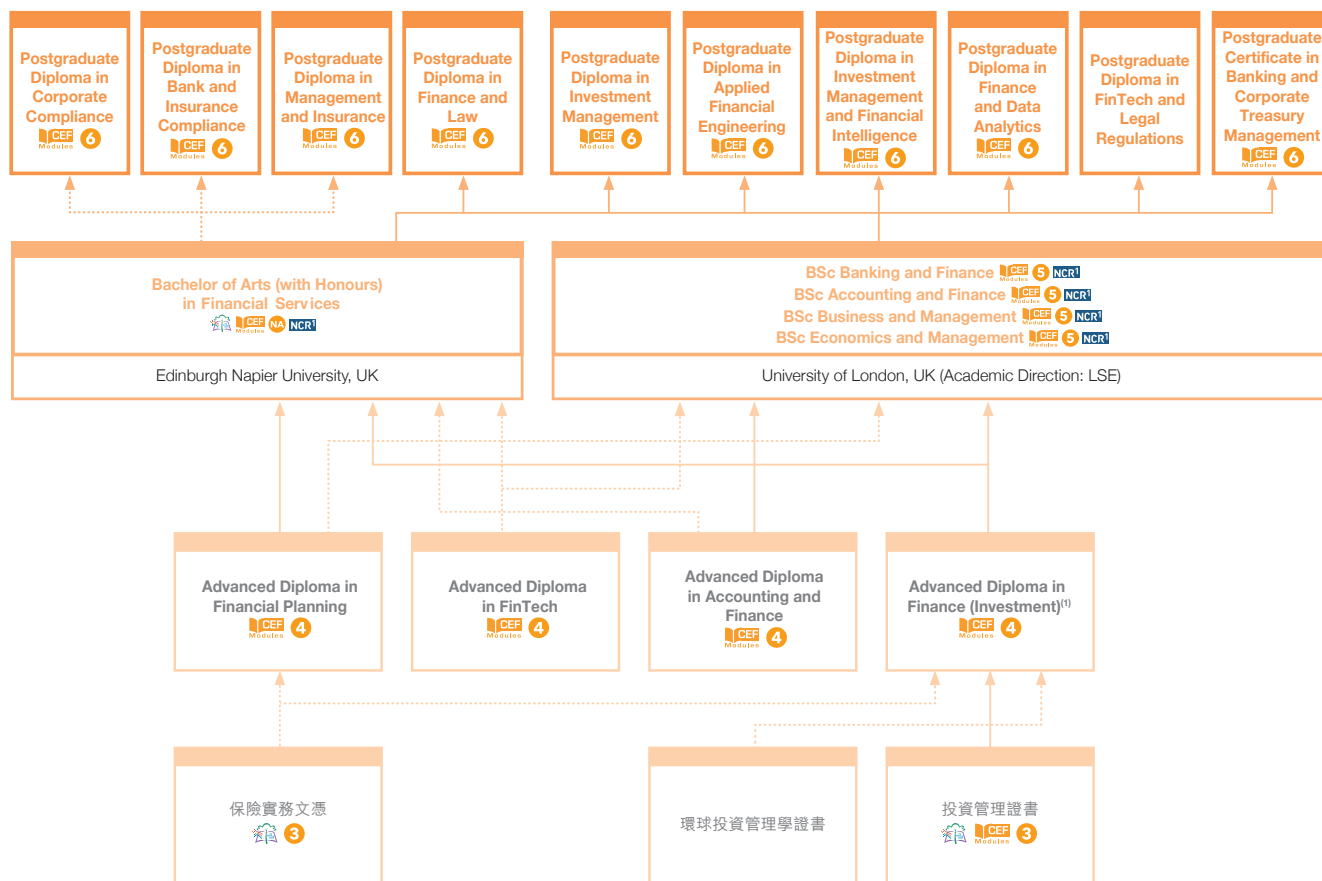 Postgraduate
Diploma in
Corporate
Compliance
CEF 6
Modules
Postgraduate
Diploma in
Bank and
Insurance
Compliance
CEF 6
Modules
Postgraduate
Diploma in
Management
and Insurance
CEF 6
Modules
Postgraduate
Diploma in
Finance and
Law
CEF 6
Modules
Postgraduate
Diploma in
Investment
Management
CEF 6
Modules
Postgraduate
Diploma in
Applied
Financial
Engineering
CEF 6
Modules
Postgraduate
Diploma in
Investment
Management
and Financial
Intelligence
CEF 6
Modules
Postgraduate
Diploma in
Finance
and Data
Analytics
CEF 6
Modules
Postgraduate
Diploma in
FinTech and
Legal
Regulations
Postgraduate
Certificate in
Banking and
Corporate
Treasury
Management
CEF 6
Modules
Bachelor of Arts (with Honours)
in Financial Services
CEF NA NCR1
Modules
Edinburgh Napier University, UK
BSc Banking and Finance CEF Modules 5 NCR1
BSc Accounting and Finance CEF Modules 5 NCR1
BSc Business and Management CEF Modules 5 NCR1
BSc Economics and Management CEF Modules 5 NCR1
University of London, UK (Academic Direction: LSE)
Advanced Diploma in
Financial Planning
CEF 4
Modules
Advanced Diploma
in FinTech
CEF 4
Modules
Advanced Diploma
in Accounting and
Finance
CEF 4
Modules
Advanced Diploma in
Finance (Investment)(1)
CEF 4
Modules
保險實務文憑
3
環球投資管理學證書
投資管理證書
CEF 3
Modules